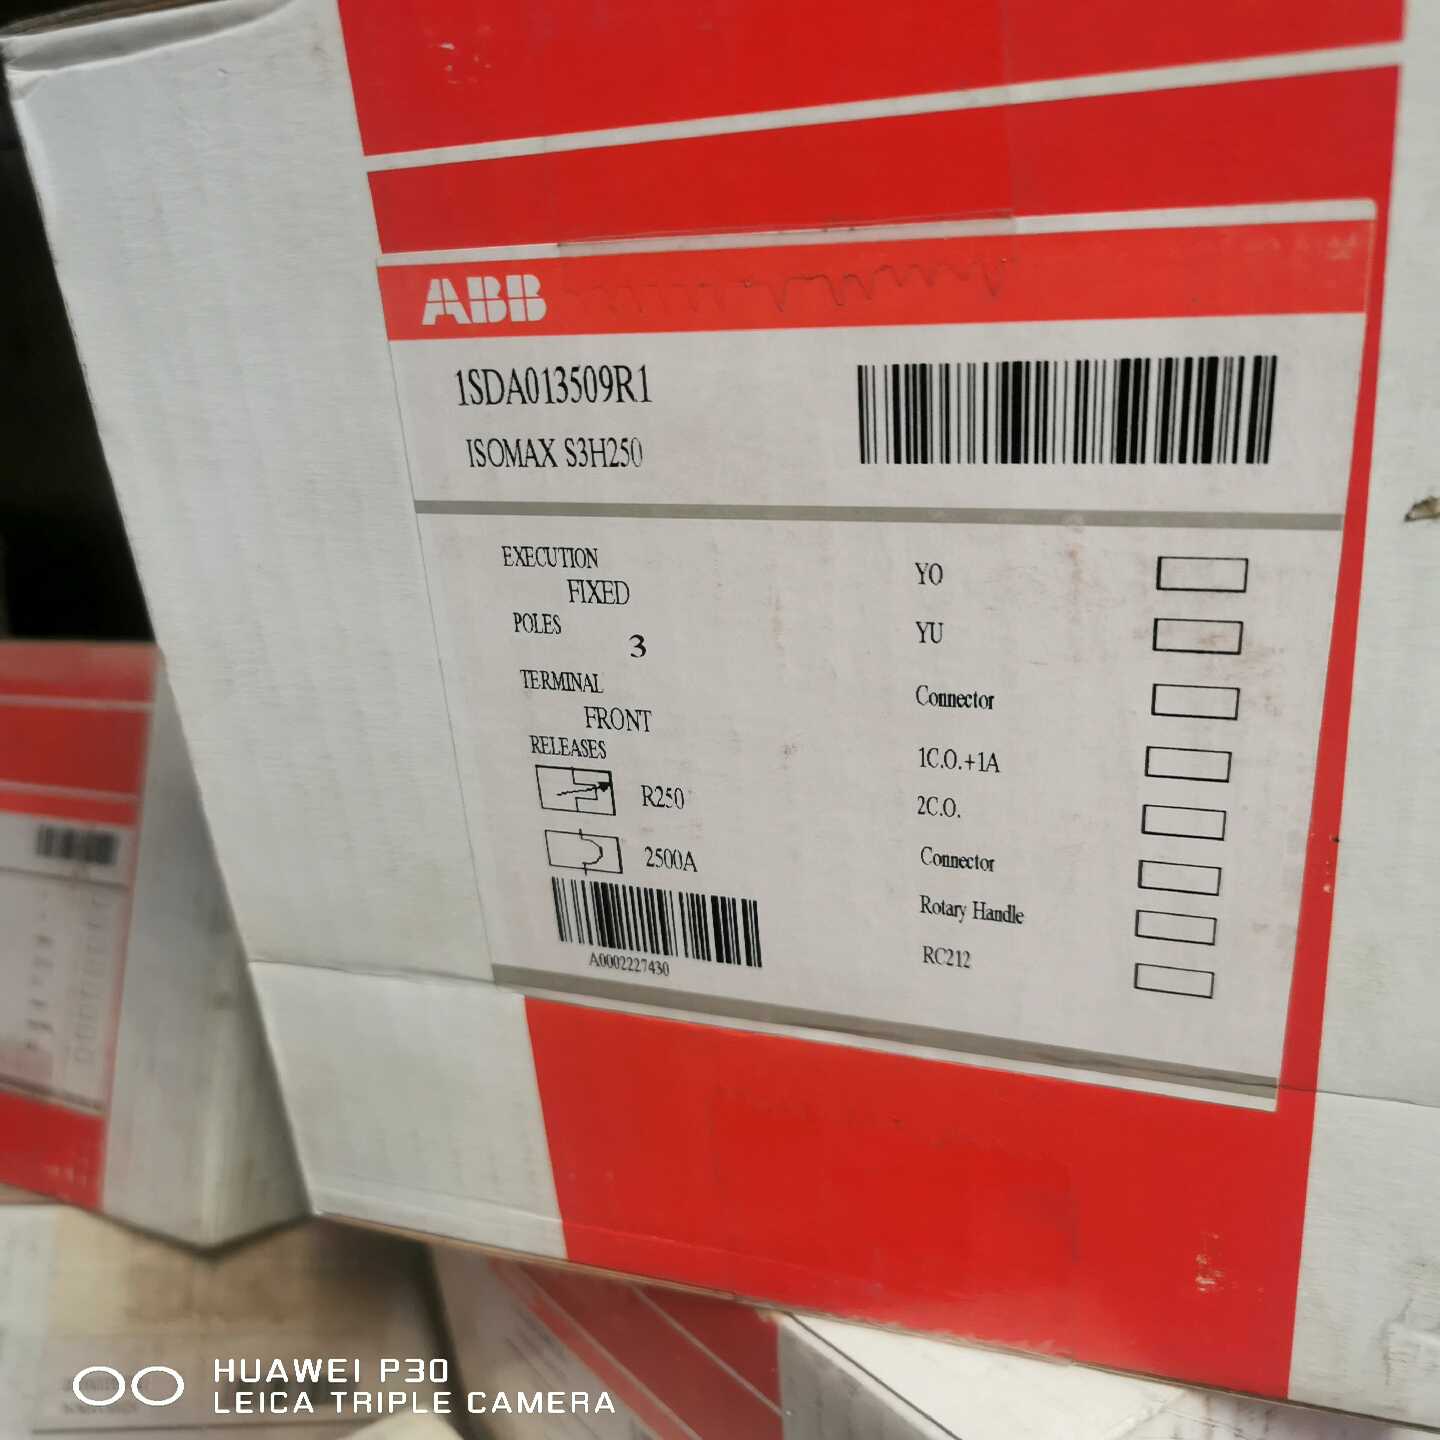 ABB
1SDA013509R1
ISOMAX S3H250
EXECUTION
FIXED
POLES
3
TERMINAL
FRONT
RELEASES
R250
2500A
A0002227430
YO
YU
Connector
1C.O.+1A
2C.O.
Connector
Rotary Handle
RC212
HUAWEI P30
LEICA TRIPLE CAMERA